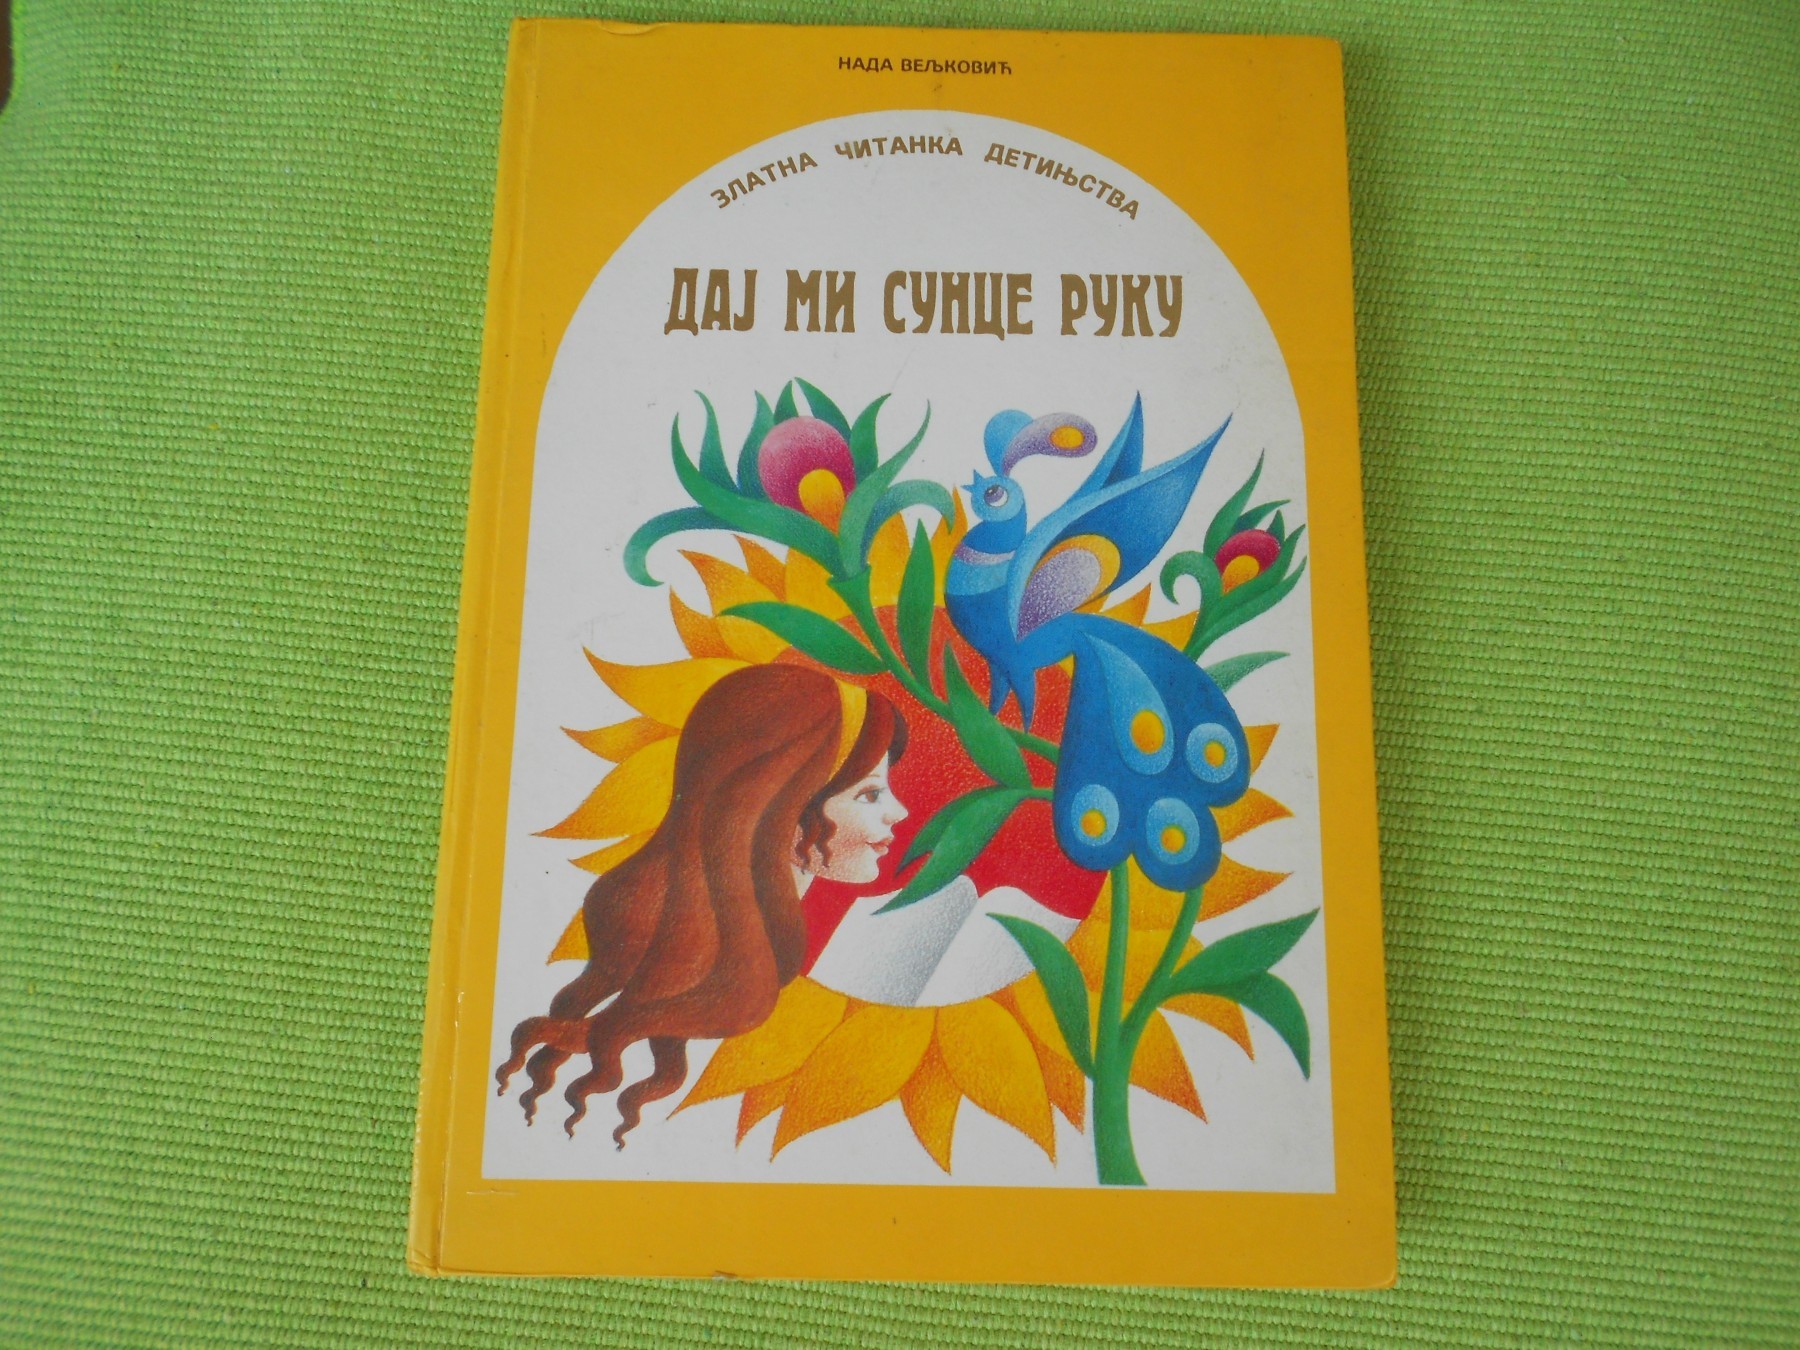 НАДА ВЕЉКОВИЋ
ЗЛАТНА ЧИТАНКА ДЕТИЊСТВА
ДАЈ МИ СУНЦЕ РУКУ